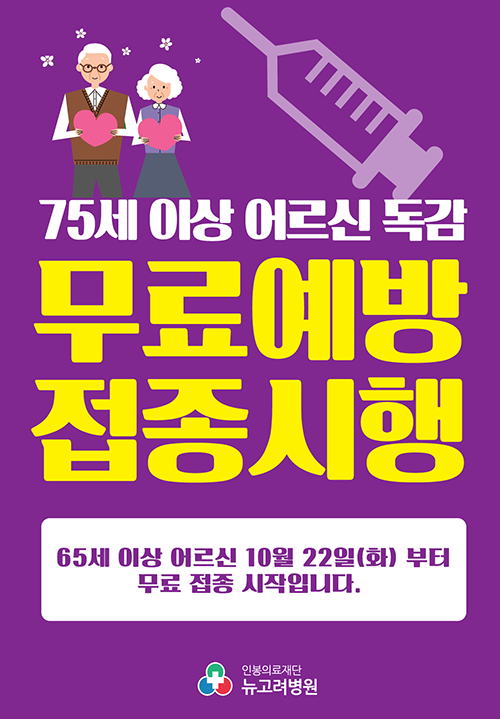 75세 이상 어르신 독감
무료예방
접종시행
65세 이상 어르신 10월 22일(화) 부터
무료 접종 시작입니다.
인봉의료재단
뉴고려병원